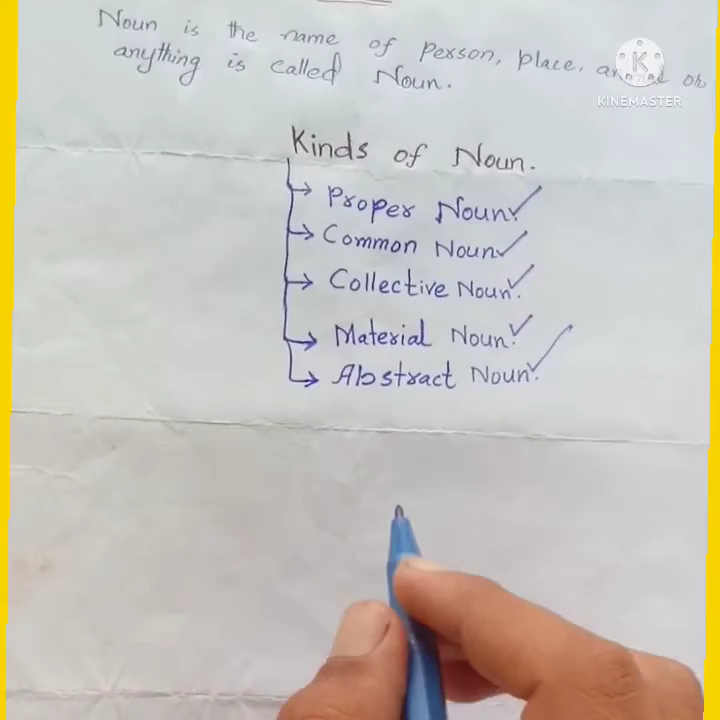 Noun is the name of person, place, or
anything is called Noun.
KINEMASTER
Kinds of Noun.
Proper Noun.
Common Noun
Collective Noun.
Material Noun.
Abstract Noun.